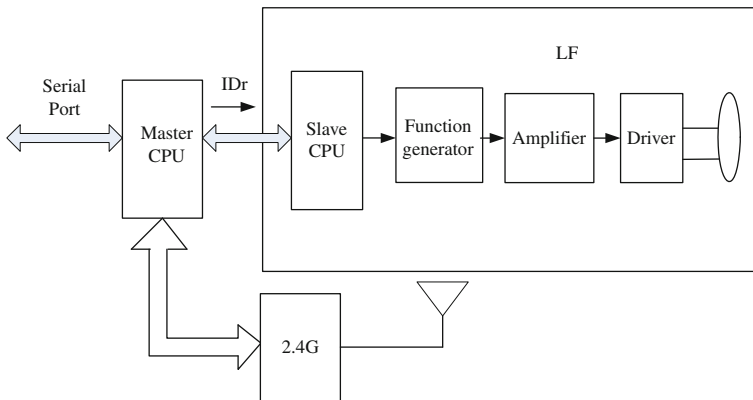 LF
Serial
Port
IDr
Master
CPU
Slave
CPU
Function
generator
Amplifier
Driver
2.4G